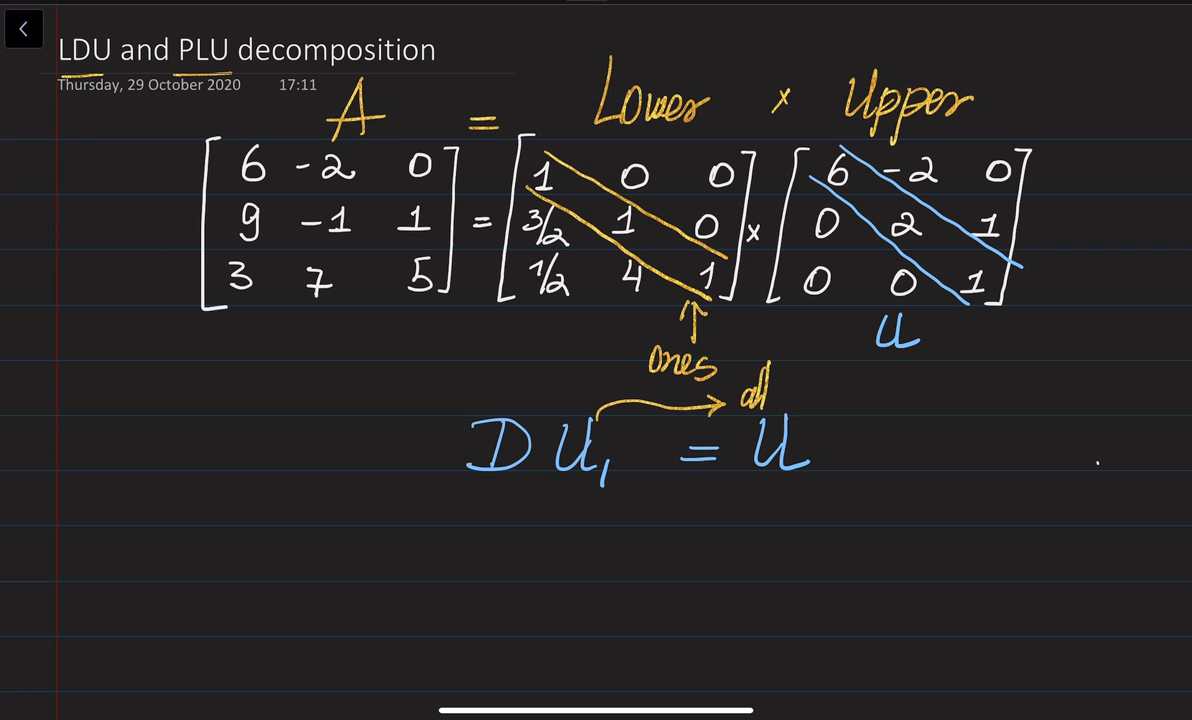 LDU and PLU decomposition
Thursday, 29 October 2020 17:11
A = Lower × Upper
[6 -2 0] [1 0 0] [6 -2 0]
[9 -1 1] = [3/2 1 0] × [0 2 1]
[3 7 5] [1/2 4 1] [0 0 1]
↑ U
ones
→ all
D U₁ = U